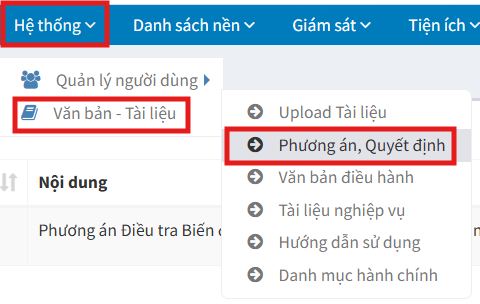 Hệ thống Danh sách nền Giám sát Tiện ích
Quản lý người dùng
Văn bản - Tài liệu
Upload Tài liệu
Phương án, Quyết định
Văn bản điều hành
Tài liệu nghiệp vụ
Hướng dẫn sử dụng
Danh mục hành chính
Nội dung
Phương án Điều tra Biến